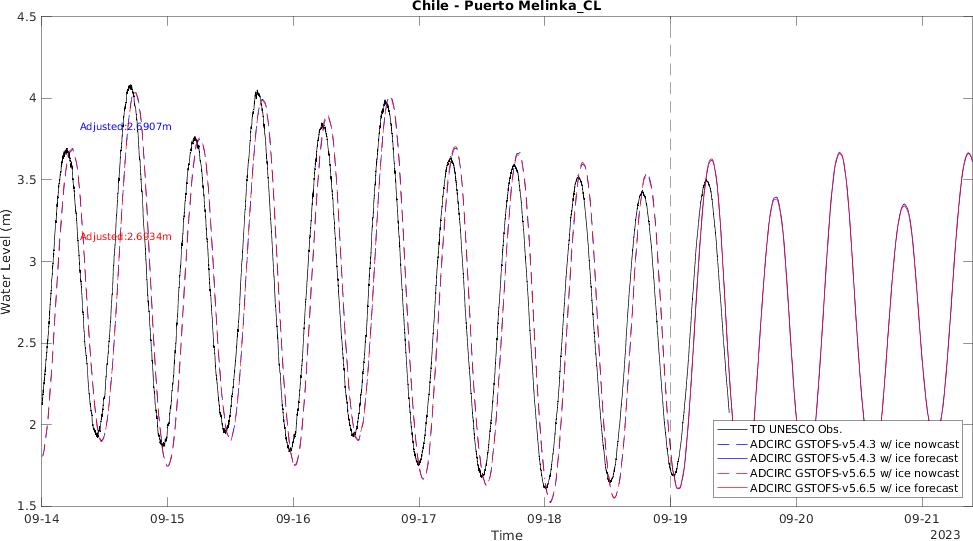 Chile - Puerto Melinka_CL
Water Level (m)
4.5
4
3.5
3
2.5
2
1.5
Adjusted:2.6907m
Adjusted:2.6934m
TD UNESCO Obs.
ADCIRC GSTOFS-v5.4.3 w/ ice nowcast
ADCIRC GSTOFS-v5.4.3 w/ ice forecast
ADCIRC GSTOFS-v5.6.5 w/ ice nowcast
ADCIRC GSTOFS-v5.6.5 w/ ice forecast
09-14 09-15 09-16 09-17 09-18 09-19 09-20 09-21
Time
2023